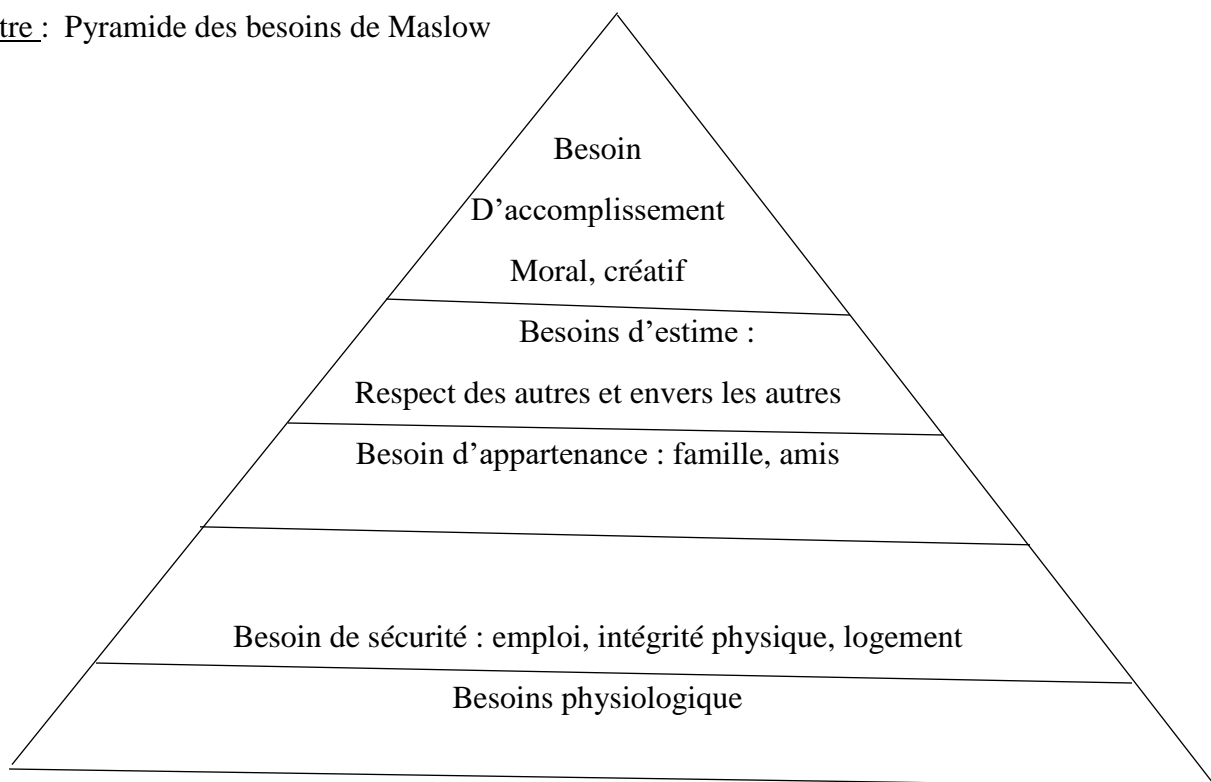 tre : Pyramide des besoins de Maslow
Besoin
D’accomplissement
Moral, créatif
Besoins d’estime :
Respect des autres et envers les autres
Besoin d’appartenance : famille, amis
Besoin de sécurité : emploi, intégrité physique, logement
Besoins physiologique